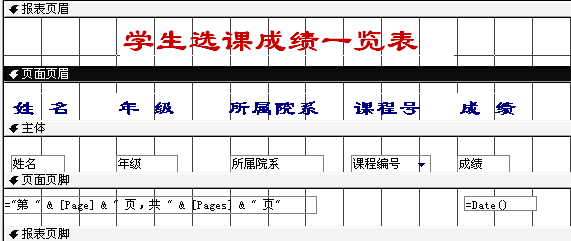 报表页眉
学生选课成绩一览表
页面页眉
姓 名 年 级 所属院系 课程号 成 绩
主体
姓名 年级 所属院系 课程编号 成绩
页面页脚
="第 " & [Page] & " 页，共 " & [Pages] & " 页" =Date()
报表页脚